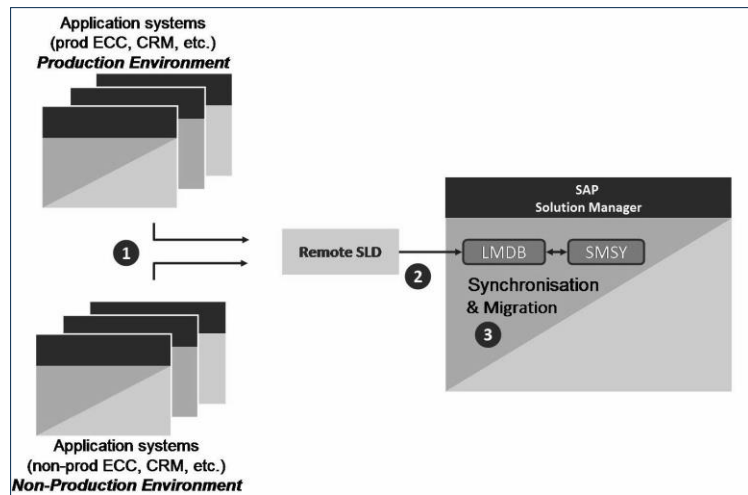 Application systems
(prod ECC, CRM, etc.)
Production Environment
SAP
Solution Manager
1
Remote SLD
2
LMDB
SMSY
Synchronisation
& Migration
3
Application systems
(non-prod ECC, CRM, etc.)
Non-Production Environment